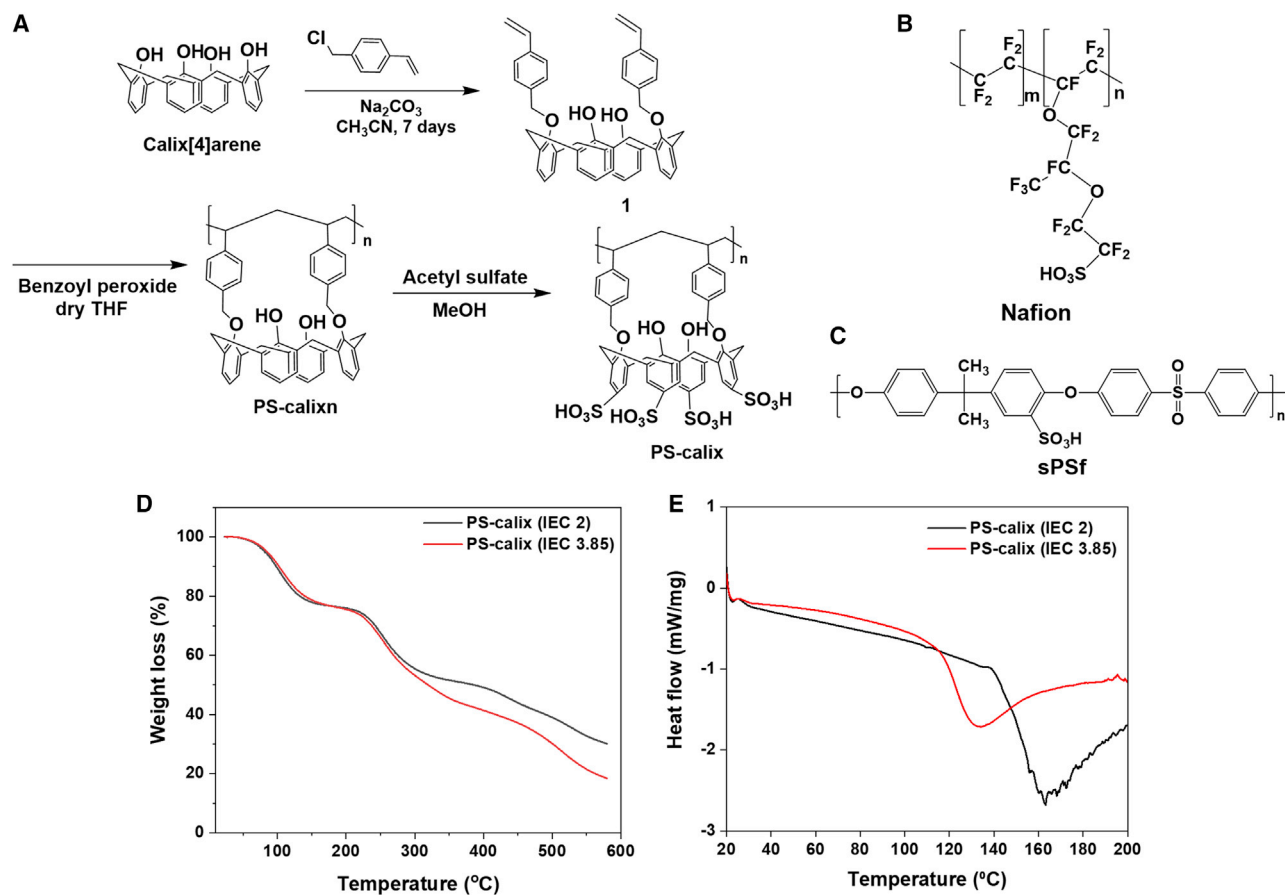 A
OH OH OH OH
Calix[4]arene
Cl
Na₂CO₃
CH₃CN, 7 days
O HO OH O
1
Benzoyl peroxide
dry THF
n
O HO OH O
PS-calixn
Acetyl sulfate
MeOH
n
O HO OH O
HO₃S HO₃S SO₃H SO₃H
PS-calix
B
F₂ F₂
C C
C CF C
F₂ m F₂ n
O CF₂
FC
F₃C O
F₂C
CF₂
HO₃S
Nafion
C
O CH₃ O O
S
CH₃ O n
SO₃H
sPSf
D
PS-calix (IEC 2)
PS-calix (IEC 3.85)
Weight loss (%)
100
80
60
40
20
0
100 200 300 400 500 600
Temperature (°C)
E
PS-calix (IEC 2)
PS-calix (IEC 3.85)
Heat flow (mW/mg)
1
0
-1
-2
-3
20 40 60 80 100 120 140 160 180 200
Temperature (⁰C)